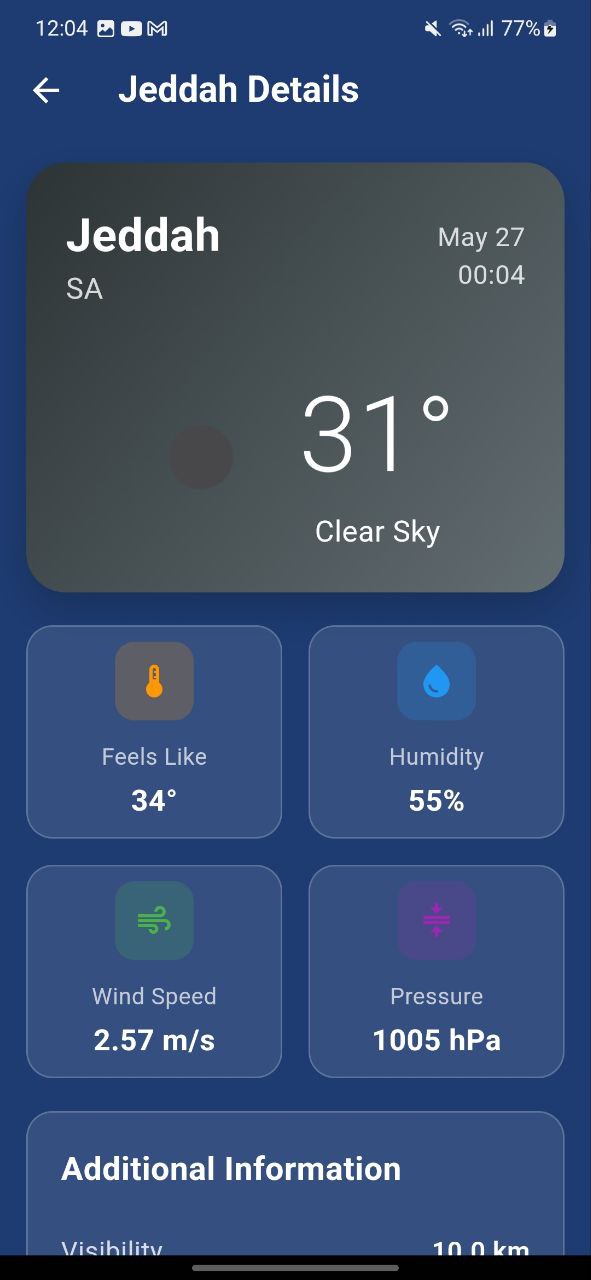 12:04 77%
Jeddah Details
Jeddah
May 27
SA
00:04
31°
Clear Sky
Feels Like
34°
Humidity
55%
Wind Speed
2.57 m/s
Pressure
1005 hPa
Additional Information
Visibility 10.0 km